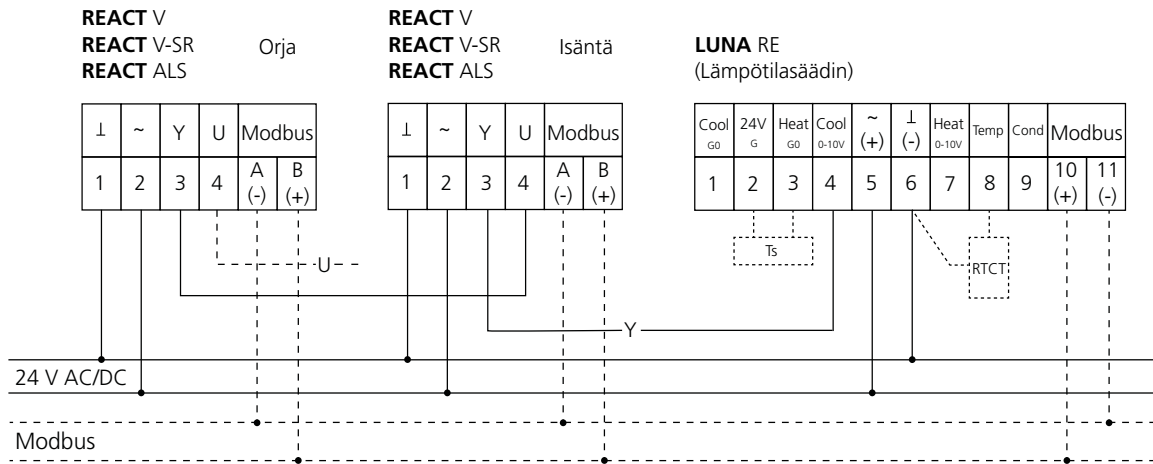 REACT V
REACT V-SR Orja
REACT ALS
⊥ ~ Y U Modbus
1 2 3 4 A (-) B (+)
REACT V
REACT V-SR Isäntä
REACT ALS
⊥ ~ Y U Modbus
1 2 3 4 A (-) B (+)
LUNA RE
(Lämpötilasäädin)
Cool G0 24V G Heat G0 Cool 0-10V ~ (+) ⊥ (-) Heat 0-10V Temp Cond Modbus
1 2 3 4 5 6 7 8 9 10 (+) 11 (-)
Ts
RTCT
U
Y
24 V AC/DC
Modbus